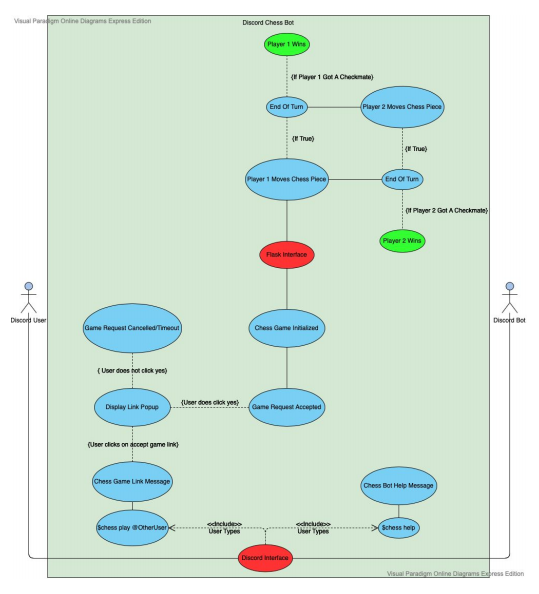 Visual Paradigm Online Diagrams Express Edition
Discord Chess Bot
Player 1 Wins
{If Player 1 Got A Checkmate}
End Of Turn
Player 2 Moves Chess Piece
{If True}
{If True}
Player 1 Moves Chess Piece
End Of Turn
{If Player 2 Got A Checkmate}
Player 2 Wins
Flask Interface
Discord User
Discord Bot
Game Request Cancelled/Timeout
Chess Game Initialized
{ User does not click yes}
Display Link Popup
{User does click yes}
Game Request Accepted
{User clicks on accept game link}
Chess Game Link Message
Chess Bot Help Message
$chess play @OtherUser
<<Include>>
User Types
<<Include>>
User Types
$chess help
Discord Interface
Visual Paradigm Online Diagrams Express Edition